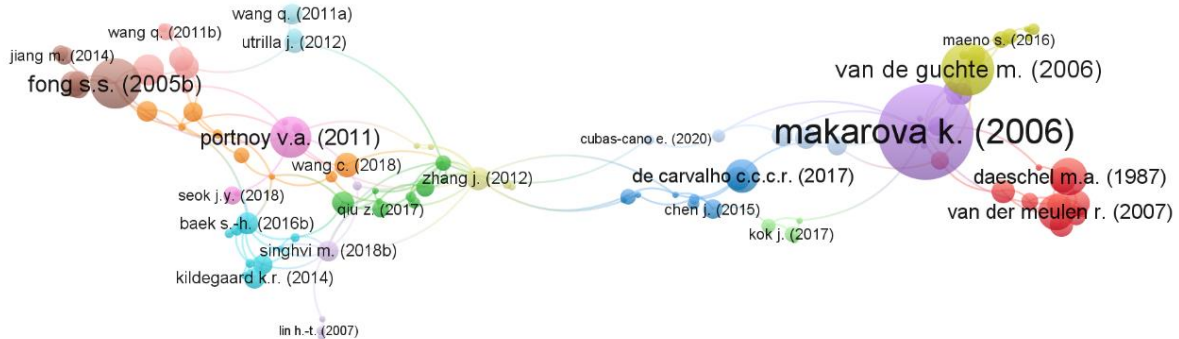 wang q. (2011a)
wang q. (2011b)
utrilla j. (2012)
jiang m. (2014)
fong s.s. (2005b)
portnoy v.a. (2011)
wang c. (2018)
zhang j. (2012)
seok j.y. (2018)
qiu z. (2017)
baek s.-h. (2016b)
singhvi m. (2018b)
kildegaard k.r. (2014)
lin h.-t. (2007)
maeno s. (2016)
van de guchte m. (2006)
makarova k. (2006)
cubas-cano e. (2020)
de carvalho c.c.c.r. (2017)
daeschel m.a. (1987)
chen j. (2015)
van der meulen r. (2007)
kok j. (2017)